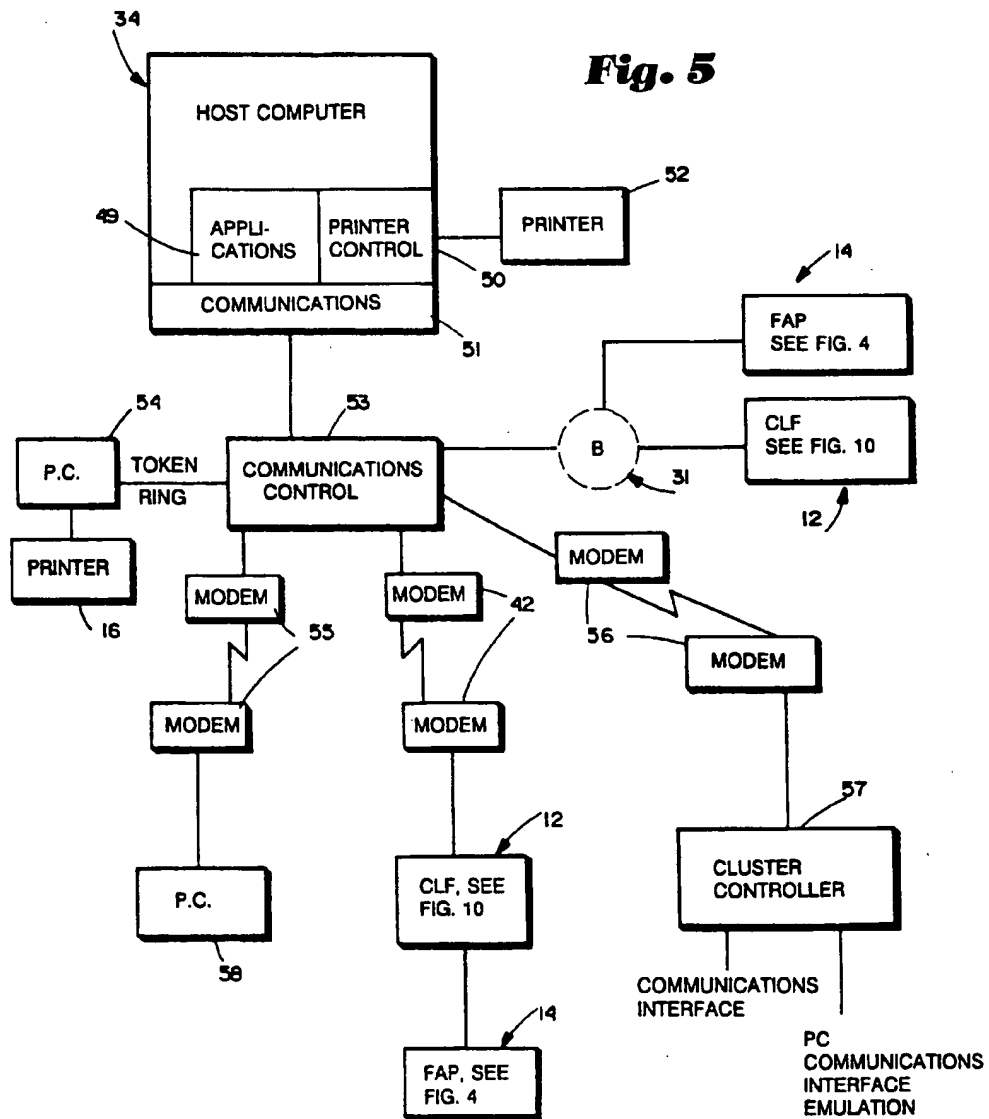 34
Fig. 5
HOST COMPUTER
49
APPLI-
CATIONS
PRINTER
CONTROL
50
COMMUNICATIONS
51
52
PRINTER
14
FAP
SEE FIG. 4
B
31
CLF
SEE FIG. 10
12
54
P.C.
TOKEN
RING
53
COMMUNICATIONS
CONTROL
PRINTER
16
MODEM
55
MODEM
MODEM
42
MODEM
MODEM
56
MODEM
P.C.
58
12
CLF, SEE
FIG. 10
14
FAP, SEE
FIG. 4
57
CLUSTER
CONTROLLER
COMMUNICATIONS
INTERFACE
PC
COMMUNICATIONS
INTERFACE
EMULATION